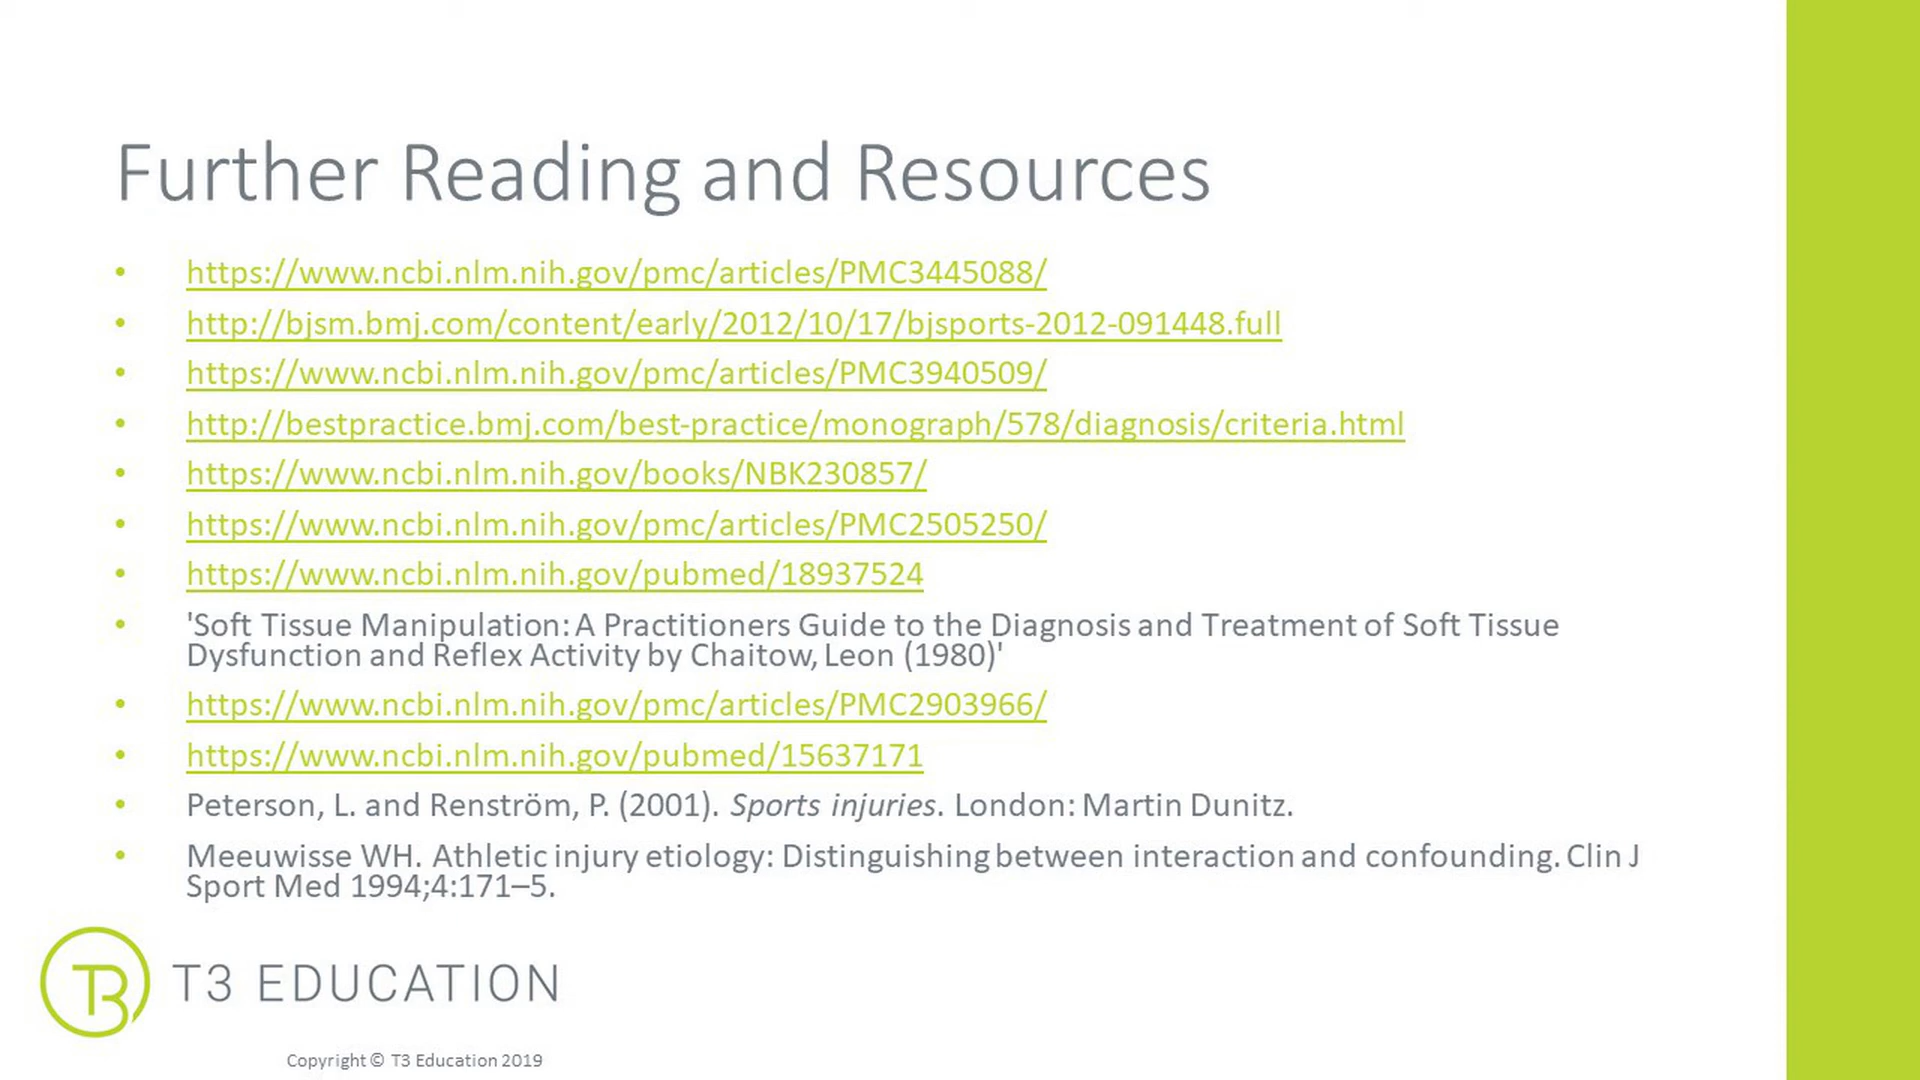 Further Reading and Resources
• https://www.ncbi.nlm.nih.gov/pmc/articles/PMC3445088/
• http://bjsm.bmj.com/content/early/2012/10/17/bjsports-2012-091448.full
• https://www.ncbi.nlm.nih.gov/pmc/articles/PMC3940509/
• http://bestpractice.bmj.com/best-practice/monograph/578/diagnosis/criteria.html
• https://www.ncbi.nlm.nih.gov/books/NBK230857/
• https://www.ncbi.nlm.nih.gov/pmc/articles/PMC2505250/
• https://www.ncbi.nlm.nih.gov/pubmed/18937524
• 'Soft Tissue Manipulation: A Practitioners Guide to the Diagnosis and Treatment of Soft Tissue
Dysfunction and Reflex Activity by Chaitow, Leon (1980)'
• https://www.ncbi.nlm.nih.gov/pmc/articles/PMC2903966/
• https://www.ncbi.nlm.nih.gov/pubmed/15637171
• Peterson, L. and Renström, P. (2001). Sports injuries. London: Martin Dunitz.
• Meeuwisse WH. Athletic injury etiology: Distinguishing between interaction and confounding. Clin J
Sport Med 1994;4:171–5.
T3 T3 EDUCATION
Copyright © T3 Education 2019